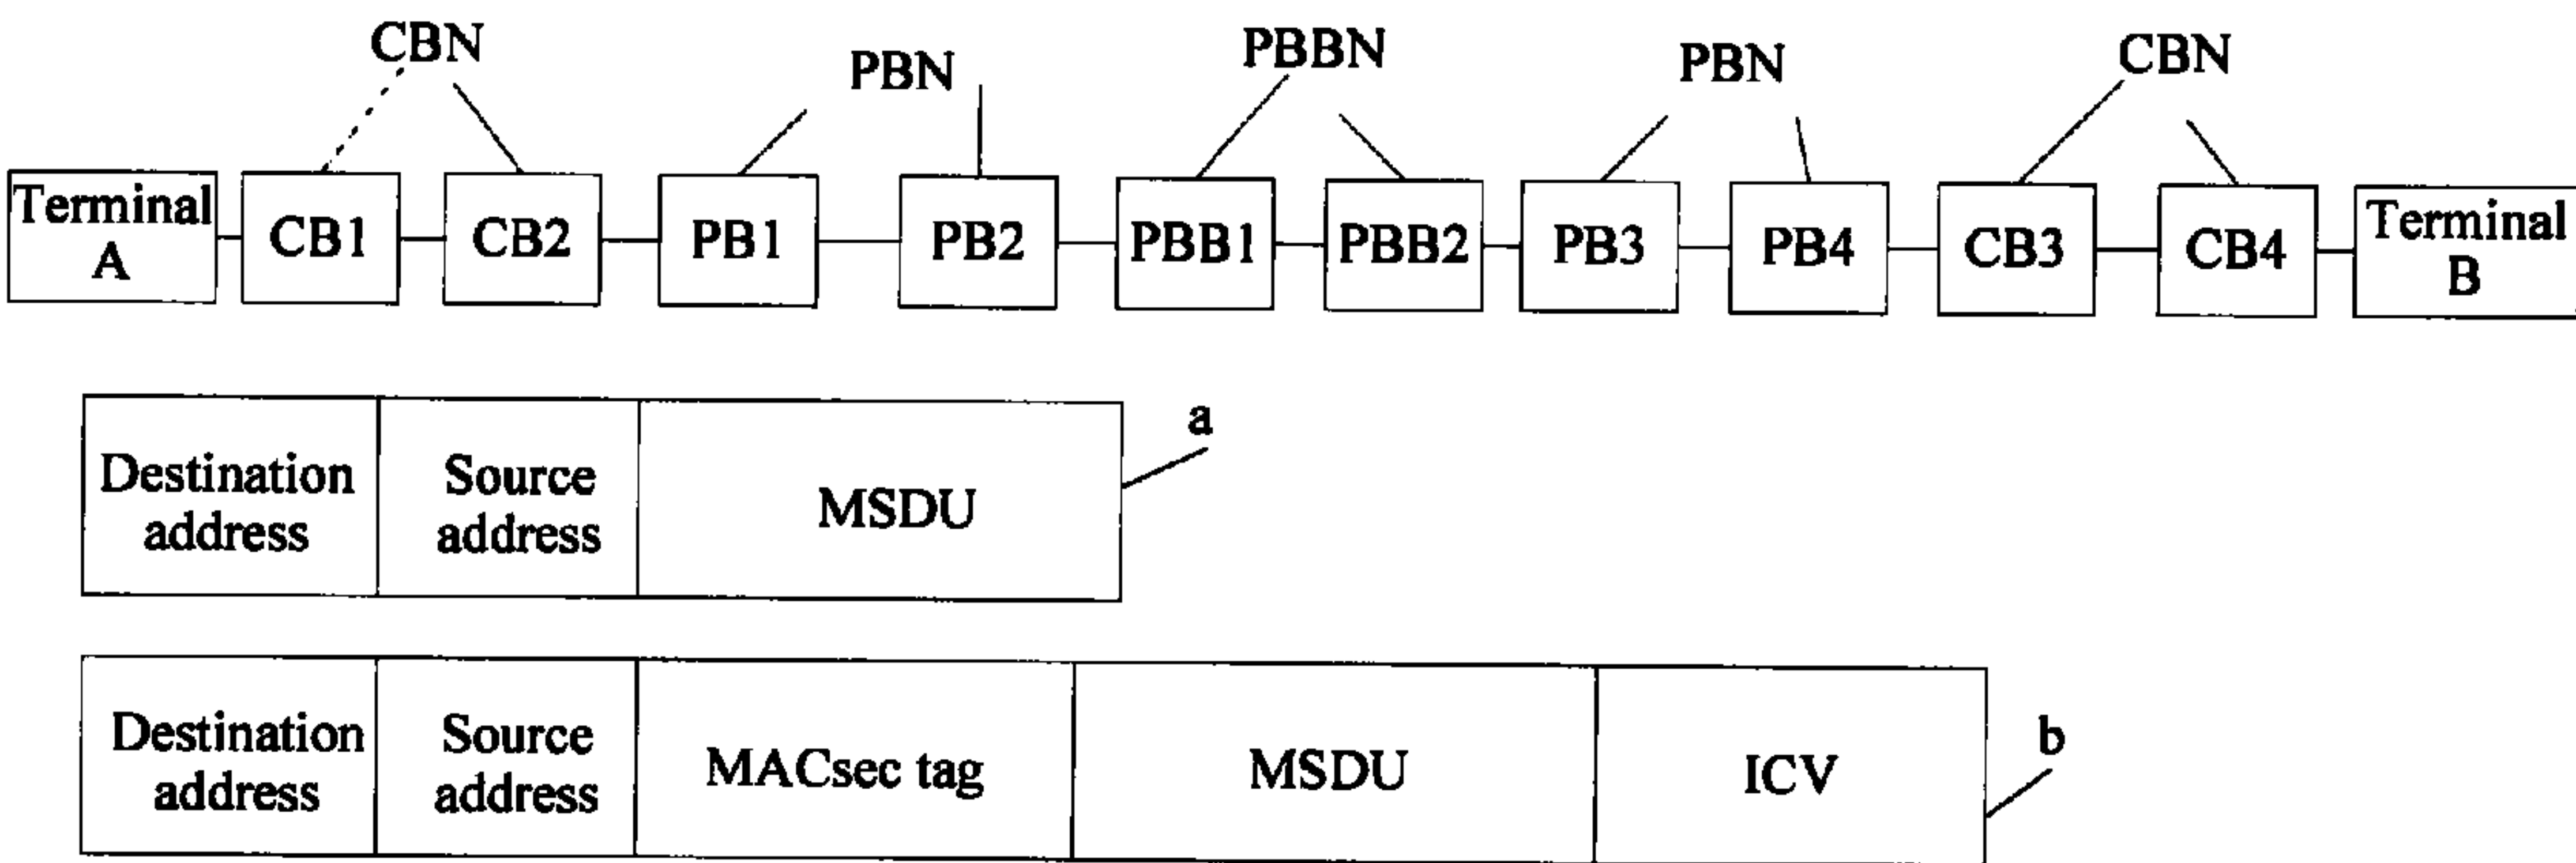 CBN
PBN
PBBN
PBN
CBN
Terminal
A
CB1
CB2
PB1
PB2
PBB1
PBB2
PB3
PB4
CB3
CB4
Terminal
B
a
Destination
address
Source
address
MSDU
Destination
address
Source
address
MACsec tag
MSDU
ICV
b